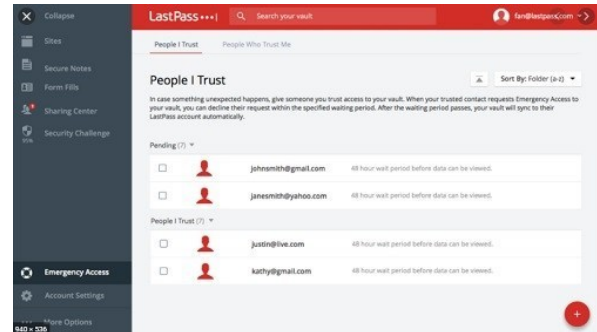 Collapse
LastPass •••|
Search your vault
fan@lastpass.com
Sites
Secure Notes
Form Fills
Sharing Center
Security Challenge
95%
Emergency Access
Account Settings
More Options
People I Trust
People Who Trust Me
People I Trust
Sort By: Folder (a-z)
In case something unexpected happens, give someone you trust access to your vault. When your trusted contact requests Emergency Access to
your vault, you can decline their request within the specified waiting period. After the waiting period passes, your vault will sync to their
LastPass account automatically.
Pending (7)
johnsmith@gmail.com 48 hour wait period before data can be viewed.
janesmith@yahoo.com 48 hour wait period before data can be viewed.
People I Trust (7)
justin@live.com 48 hour wait period before data can be viewed.
kathy@gmail.com 48 hour wait period before data can be viewed.
940 × 536